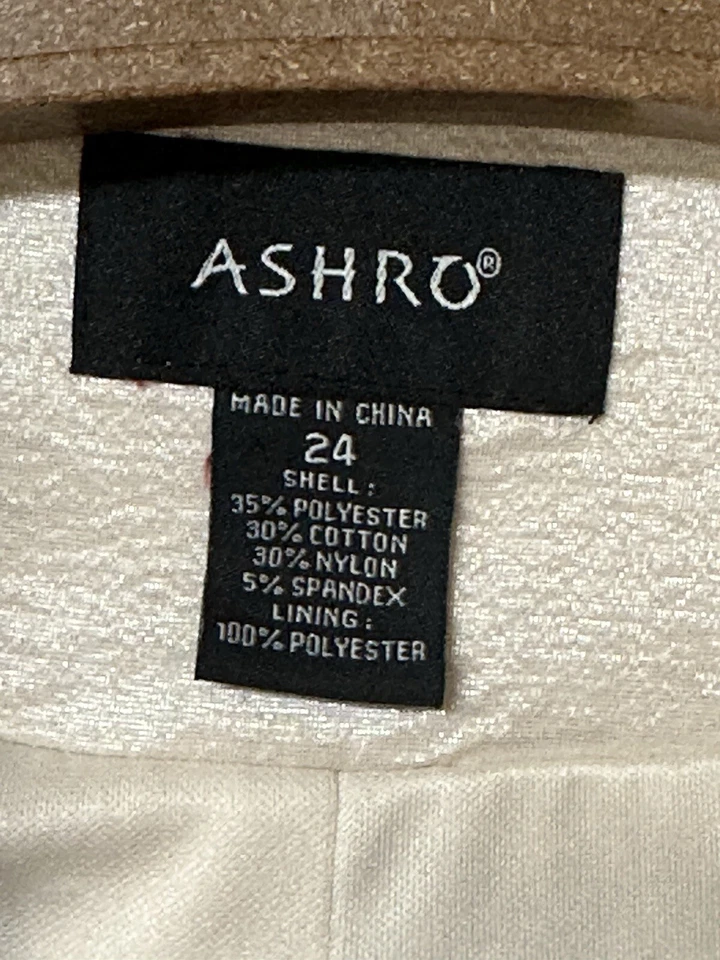 ASHRO®
MADE IN CHINA
24
SHELL:
35% POLYESTER
30% COTTON
30% NYLON
5% SPANDEX
LINING:
100% POLYESTER